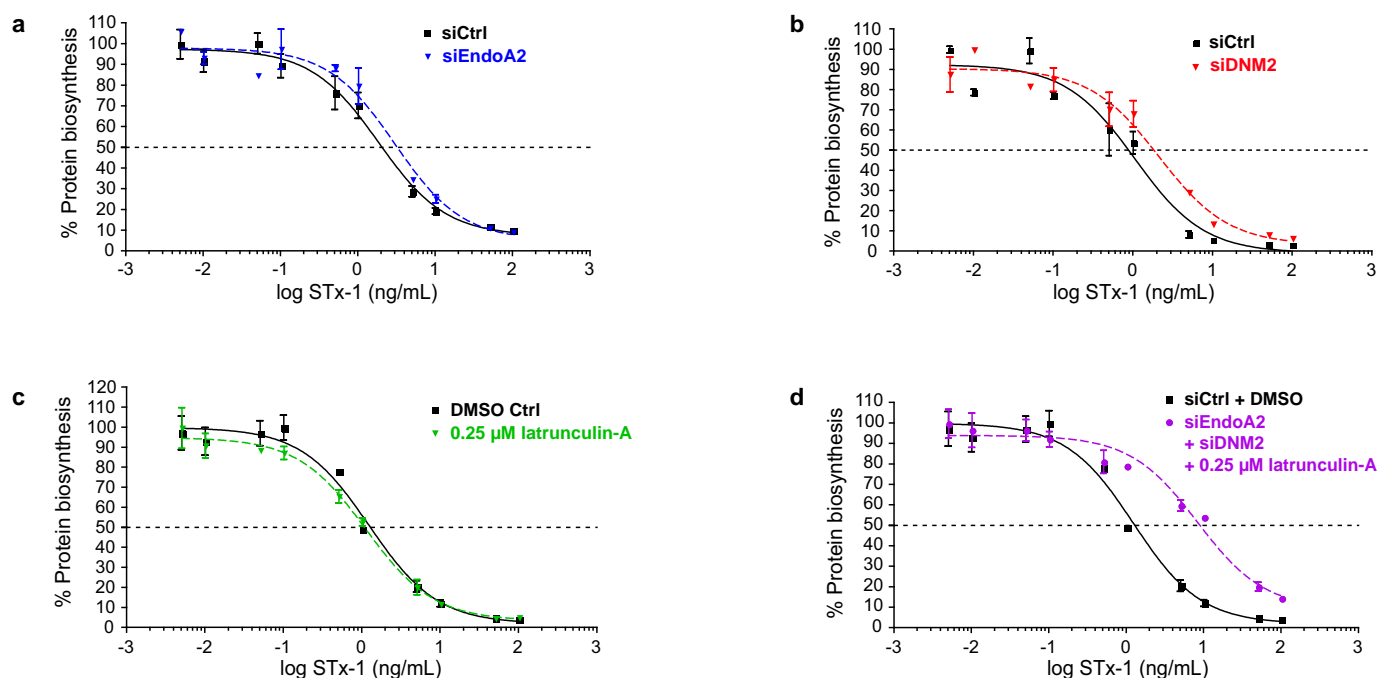 a
siCtrl
siEndoA2
% Protein biosynthesis
110
100
90
80
70
60
50
40
30
20
10
0
-3 -2 -1 0 1 2 3
log STx-1 (ng/mL)
b
siCtrl
siDNM2
% Protein biosynthesis
110
100
90
80
70
60
50
40
30
20
10
0
-3 -2 -1 0 1 2 3
log STx-1 (ng/mL)
c
DMSO Ctrl
0.25 µM latrunculin-A
% Protein biosynthesis
120
110
100
90
80
70
60
50
40
30
20
10
0
-3 -2 -1 0 1 2 3
log STx-1 (ng/mL)
d
siCtrl + DMSO
siEndoA2
+ siDNM2
+ 0.25 µM latrunculin-A
% Protein biosynthesis
110
100
90
80
70
60
50
40
30
20
10
0
-3 -2 -1 0 1 2 3
log STx-1 (ng/mL)